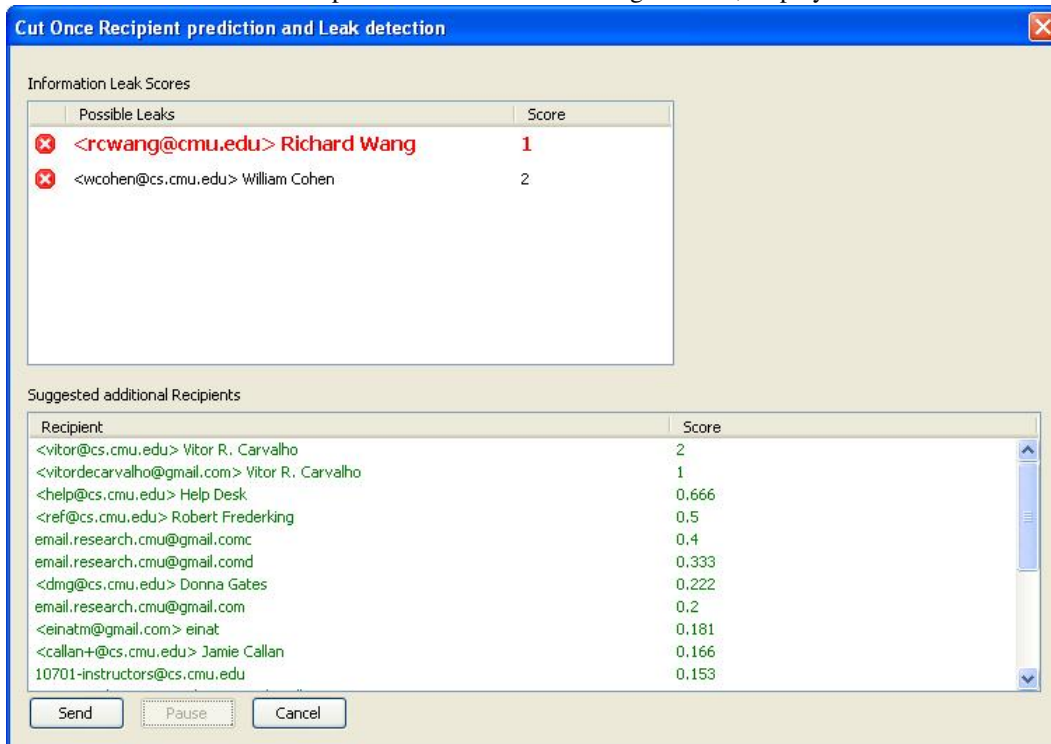 Cut Once Recipient prediction and Leak detection
Information Leak Scores
Possible Leaks Score
<rcwang@cmu.edu> Richard Wang 1
<wcohen@cs.cmu.edu> William Cohen 2
Suggested additional Recipients
Recipient Score
<vitor@cs.cmu.edu> Vitor R. Carvalho 2
<vitordecarvalho@gmail.com> Vitor R. Carvalho 1
<help@cs.cmu.edu> Help Desk 0.666
<ref@cs.cmu.edu> Robert Frederking 0.5
email.research.cmu@gmail.comc 0.4
email.research.cmu@gmail.comd 0.333
<dmg@cs.cmu.edu> Donna Gates 0.222
email.research.cmu@gmail.com 0.2
<einatm@gmail.com> einat 0.181
<callan+@cs.cmu.edu> Jamie Callan 0.166
10701-instructors@cs.cmu.edu 0.153
Send Pause Cancel